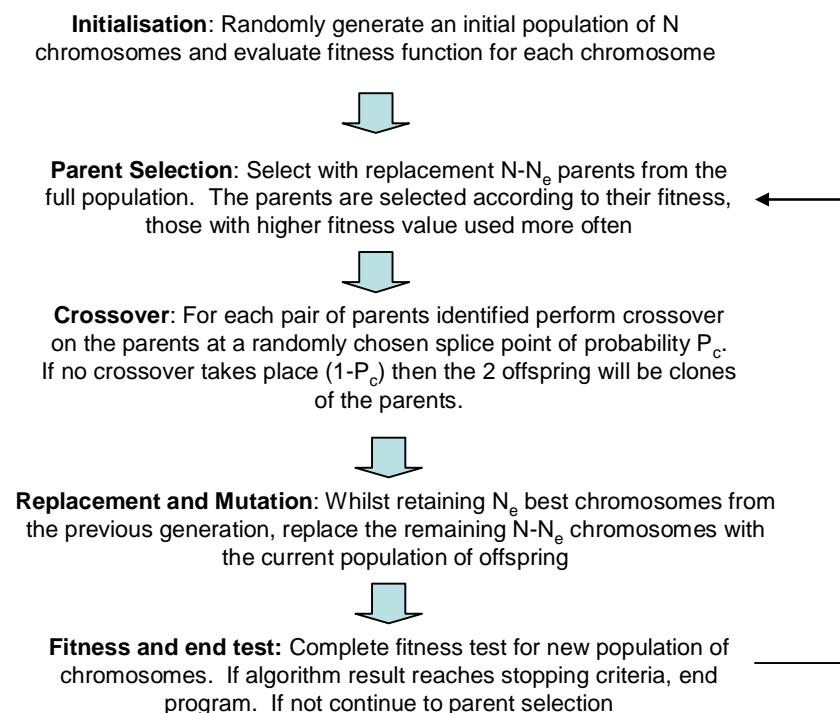 Initialisation: Randomly generate an initial population of N
chromosomes and evaluate fitness function for each chromosome
Parent Selection: Select with replacement N-Ne parents from the
full population. The parents are selected according to their fitness,
those with higher fitness value used more often
Crossover: For each pair of parents identified perform crossover
on the parents at a randomly chosen splice point of probability Pc.
If no crossover takes place (1-Pc) then the 2 offspring will be clones
of the parents.
Replacement and Mutation: Whilst retaining Ne best chromosomes from
the previous generation, replace the remaining N-Ne chromosomes with
the current population of offspring
Fitness and end test: Complete fitness test for new population of
chromosomes. If algorithm result reaches stopping criteria, end
program. If not continue to parent selection